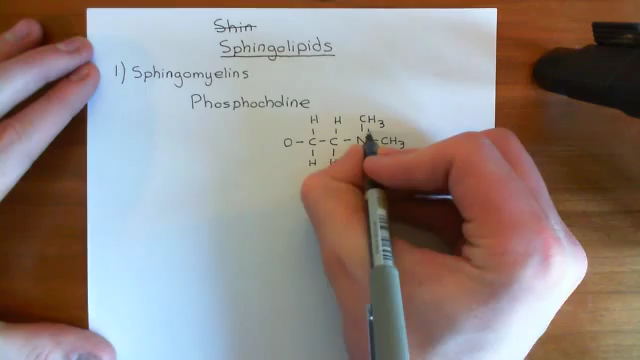 Shin
Sphingolipids
1) Sphingomyelins
Phosphocholine
H H CH3
O-C-C-N-CH3
H H